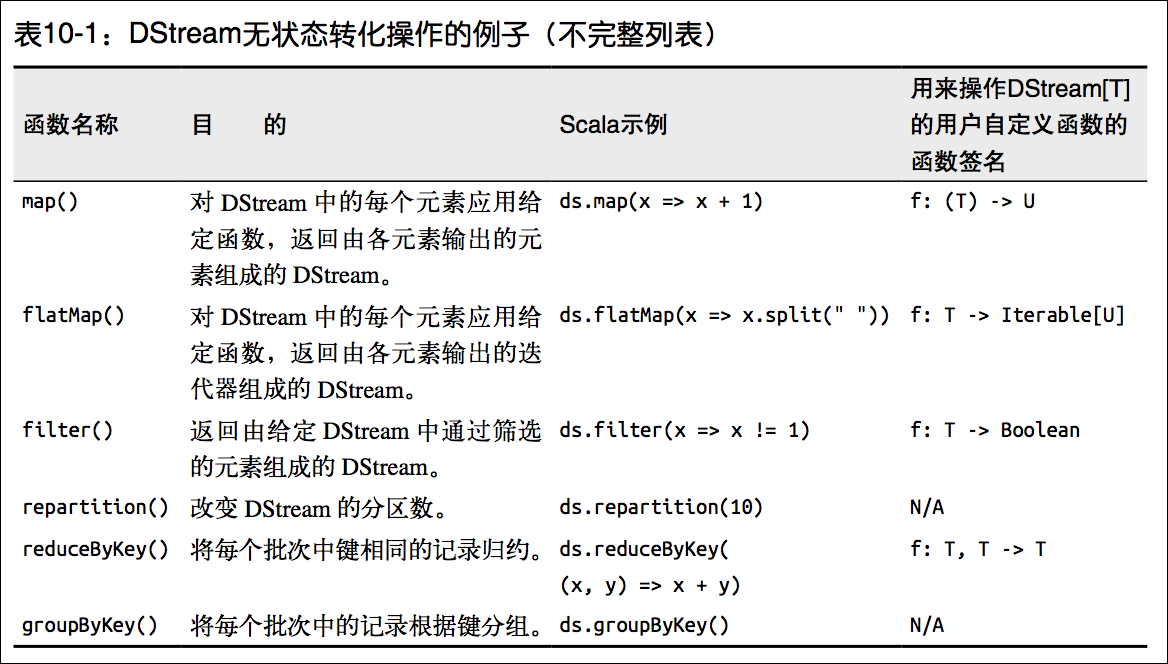 表10-1：DStream无状态转化操作的例子（不完整列表）
函数名称 目 的 Scala示例 用来操作DStream[T]
的用户自定义函数的
函数签名
map() 对 DStream 中的每个元素应用给 ds.map(x => x + 1) f: (T) -> U
定函数，返回由各元素输出的元
素组成的 DStream。
flatMap() 对 DStream 中的每个元素应用给 ds.flatMap(x => x.split(" ")) f: T -> Iterable[U]
定函数，返回由各元素输出的迭
代器组成的 DStream。
filter() 返回由给定 DStream 中通过筛选 ds.filter(x => x != 1) f: T -> Boolean
的元素组成的 DStream。
repartition() 改变 DStream 的分区数。 ds.repartition(10) N/A
reduceByKey() 将每个批次中键相同的记录归约。 ds.reduceByKey( f: T, T -> T
(x, y) => x + y)
groupByKey() 将每个批次中的记录根据键分组。 ds.groupByKey() N/A